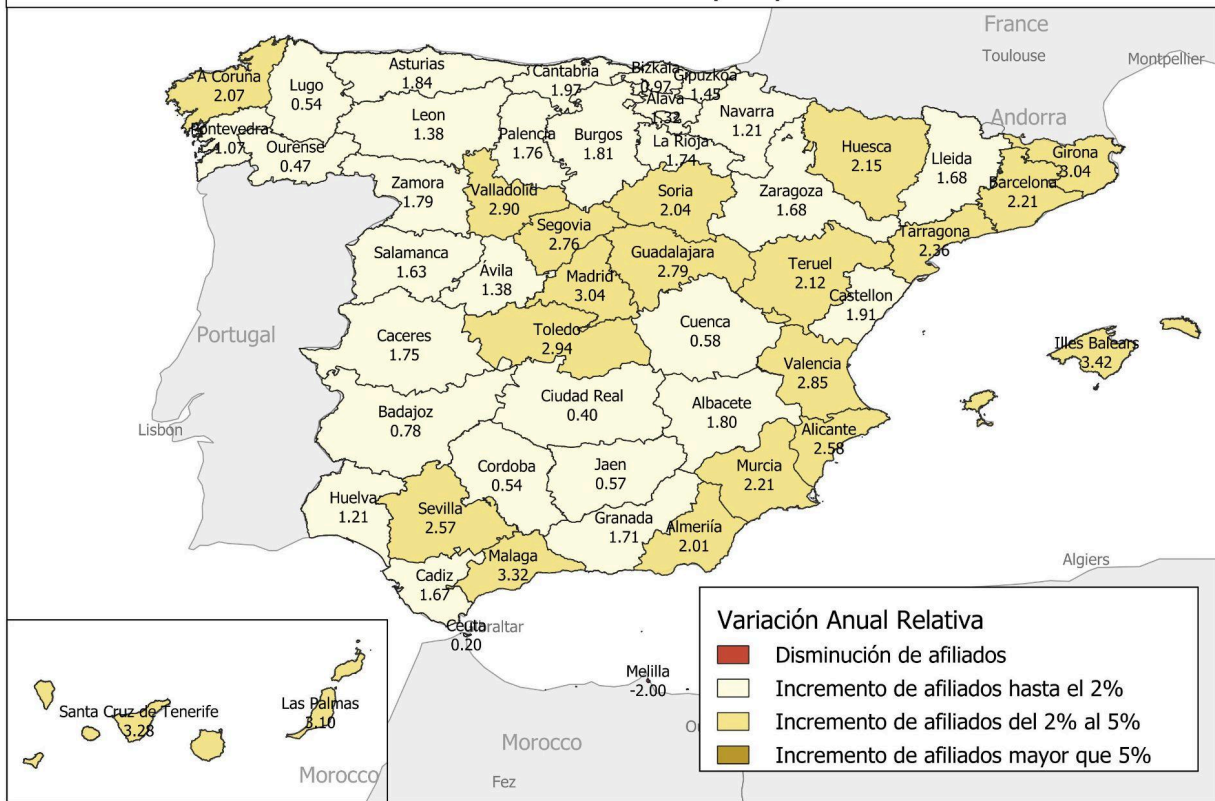 France
Toulouse
Montpellier
Andorra
A Coruña
2.07
Lugo
0.54
Asturias
1.84
Cantabria
1.97
Bizkaia
0.97
Gipuzkoa
1.45
Alava
1.32
Navarra
1.21
Pontevedra
1.07
Ourense
0.47
Leon
1.38
Palencia
1.76
Burgos
1.81
La Rioja
1.74
Huesca
2.15
Lleida
1.68
Girona
3.04
Barcelona
2.21
Zamora
1.79
Valladolid
2.90
Soria
2.04
Zaragoza
1.68
Tarragona
2.36
Segovia
2.76
Salamanca
1.63
Ávila
1.38
Madrid
3.04
Guadalajara
2.79
Teruel
2.12
Castellon
1.91
Portugal
Caceres
1.75
Toledo
2.94
Cuenca
0.58
Valencia
2.85
Illes Balears
3.42
Lisbon
Badajoz
0.78
Ciudad Real
0.40
Albacete
1.80
Alicante
2.58
Cordoba
0.54
Jaen
0.57
Murcia
2.21
Huelva
1.21
Sevilla
2.57
Granada
1.71
Almeriía
2.01
Cadiz
1.67
Malaga
3.32
Algiers
Ceuta
0.20
Melilla
-2.00
Morocco
Fez
Santa Cruz de Tenerife
3.28
Las Palmas
3.10
Morocco
Variación Anual Relativa
Disminución de afiliados
Incremento de afiliados hasta el 2%
Incremento de afiliados del 2% al 5%
Incremento de afiliados mayor que 5%